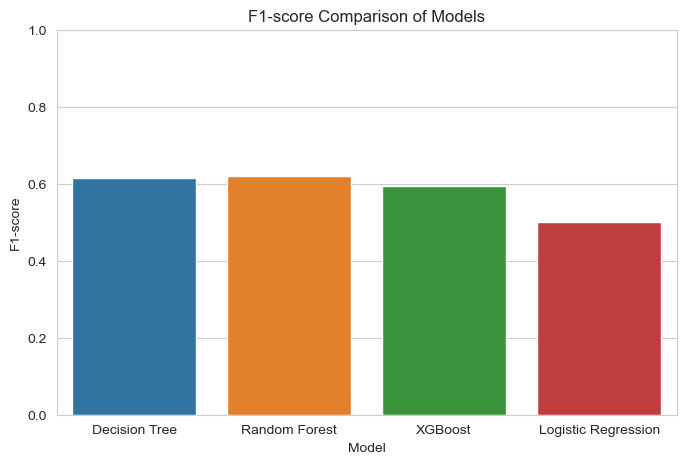 F1-score Comparison of Models
1.0
0.8
0.6
0.4
0.2
0.0
F1-score
Decision Tree
Random Forest
XGBoost
Logistic Regression
Model